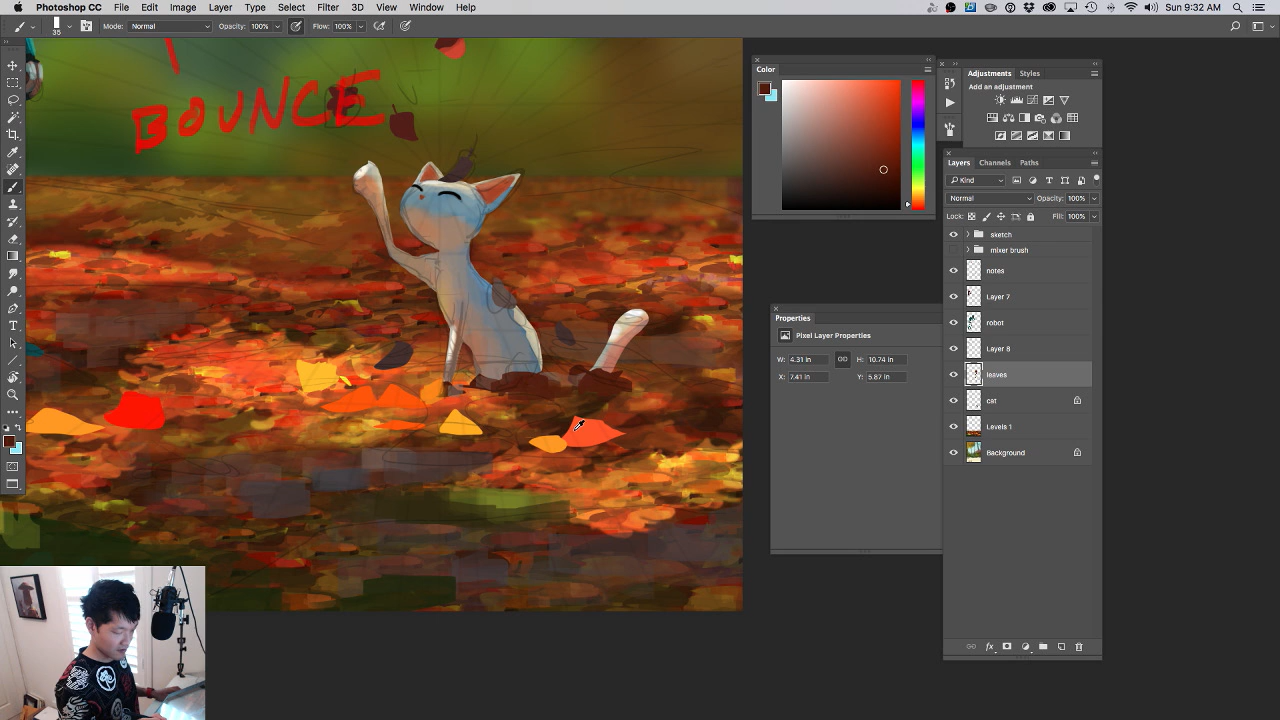 Photoshop CC File Edit Image Layer Type Select Filter 3D View Window Help Sun 9:32 AM
35 Mode: Normal Opacity: 100% Flow: 100%
BOUNCE
Color
Adjustments Styles
Add an adjustment
Layers Channels Paths
Kind
Normal Opacity: 100%
Lock: Fill: 100%
sketch
mixer brush
notes
Layer 7
robot
Layer 8
leaves
cat
Levels 1
Background
Properties
Pixel Layer Properties
W: 4.31 in H: 10.74 in
X: 7.41 in Y: 5.87 in
fx